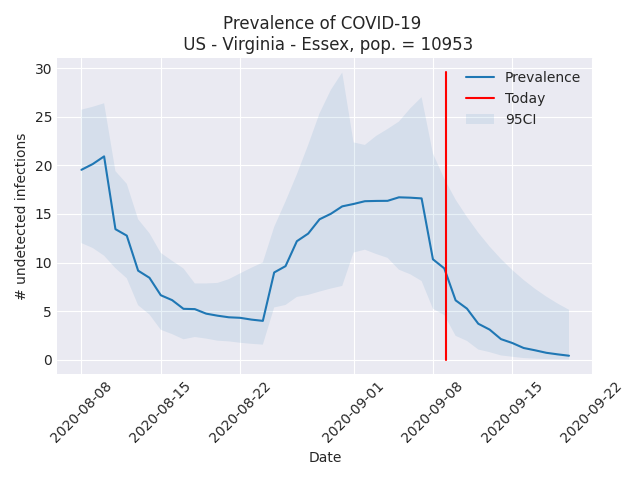 Prevalence of COVID-19
US - Virginia - Essex, pop. = 10953
Prevalence
Today
95CI
# undetected infections
30
25
20
15
10
5
0
2020-08-08
2020-08-15
2020-08-22
2020-09-01
2020-09-08
2020-09-15
2020-09-22
Date